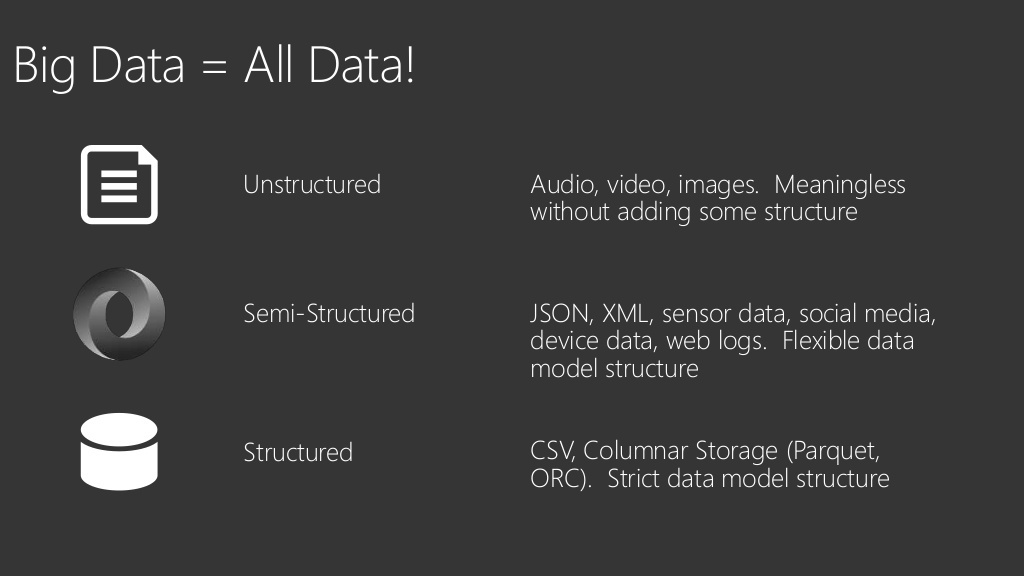 Big Data = All Data!
Unstructured
Audio, video, images.  Meaningless
without adding some structure
Semi-Structured
JSON, XML, sensor data, social media,
device data, web logs.  Flexible data
model structure
Structured
CSV, Columnar Storage (Parquet,
ORC).  Strict data model structure